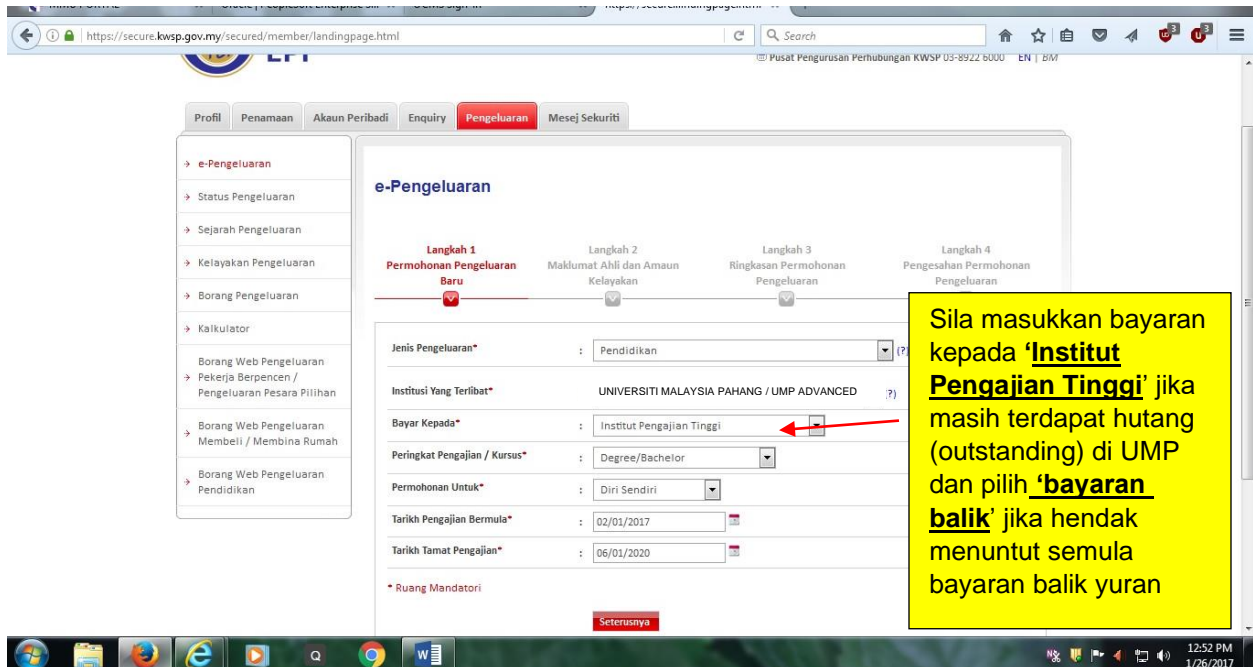 https://secure.kwsp.gov.my/secured/member/landingpage.html
Search
Pusat Pengurusan Perhubungan KWSP 03-8922 6000 EN | BM
Profil Penamaan Akaun Peribadi Enquiry Pengeluaran Mesej Sekuriti
e-Pengeluaran
Status Pengeluaran
Sejarah Pengeluaran
Kelayakan Pengeluaran
Borang Pengeluaran
Kalkulator
Borang Web Pengeluaran
Pekerja Berpencen /
Pengeluaran Pesara Pilihan
Borang Web Pengeluaran
Membeli / Membina Rumah
Borang Web Pengeluaran
Pendidikan
e-Pengeluaran
Langkah 1
Permohonan Pengeluaran
Baru
Langkah 2
Maklumat Ahli dan Amaun
Kelayakan
Langkah 3
Ringkasan Permohonan
Pengeluaran
Langkah 4
Pengesahan Permohonan
Pengeluaran
Jenis Pengeluaran* : Pendidikan (?)
Institusi Yang Terlibat* UNIVERSITI MALAYSIA PAHANG / UMP ADVANCED ?)
Bayar Kepada* : Institut Pengajian Tinggi
Peringkat Pengajian / Kursus* : Degree/Bachelor
Permohonan Untuk* : Diri Sendiri
Tarikh Pengajian Bermula* : 02/01/2017
Tarikh Tamat Pengajian* : 06/01/2020
* Ruang Mandatori
Seterusnya
Sila masukkan bayaran
kepada ‘Institut
Pengajian Tinggi’ jika
masih terdapat hutang
(outstanding) di UMP
dan pilih ‘bayaran
balik’ jika hendak
menuntut semula
bayaran balik yuran
12:52 PM
1/26/2017